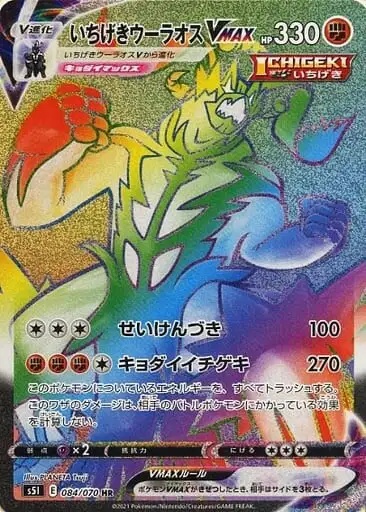 V進化
いちげきウーラオス VMAX HP 330
いちげきウーラオスVから進化
キョダイマックス
ICHIGEKI
いちげき
せいけんづき 100
キョダイイチゲキ 270
このポケモンについているエネルギーを、すべてトラッシュする。
このワザのダメージは、相手のバトルポケモンにかかっている効果
を計算しない。
弱点 ×2 抵抗力 にげる
Illus. PLANETA Tsuji
VMAXルール
s5I E 084/070 HR
ポケモンVMAXがきぜつしたとき、相手はサイドを3枚とる。
©2021 Pokémon/Nintendo/Creatures/GAME FREAK.